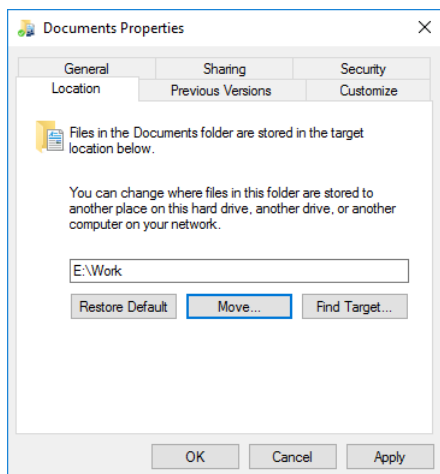 Documents Properties
General Sharing Security
Location Previous Versions Customize
Files in the Documents folder are stored in the target
location below.
You can change where files in this folder are stored to
another place on this hard drive, another drive, or another
computer on your network.
E:\Work
Restore Default Move... Find Target...
OK Cancel Apply